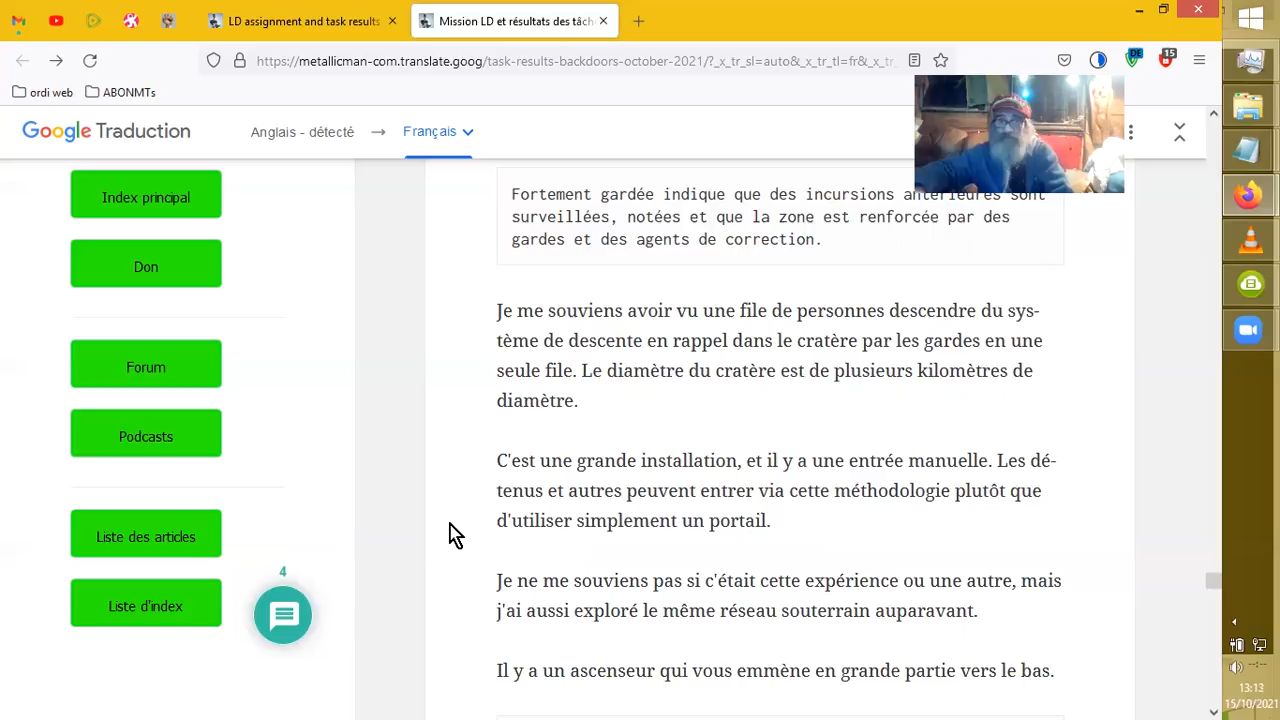 LD assignment and task results
Mission LD et résultats des tâch
https://metallicman-com.translate.goog/task-results-lackdoors-october-2021/?_x_tr_sl=auto&_x_tr_tl=fr&_x_tr_
DE
15
ordi web
ABONMTs
Google Traduction
Anglais - détecté
Français
Index principal
Don
Forum
Podcasts
Liste des articles
Liste d'index
4
Fortement gardée indique que des incursions antérieures sont
surveillées, notées et que la zone est renforcée par des
gardes et des agents de correction.
Je me souviens avoir vu une file de personnes descendre du sys-
tème de descente en rappel dans le cratère par les gardes en une
seule file. Le diamètre du cratère est de plusieurs kilomètres de
diamètre.
C'est une grande installation, et il y a une entrée manuelle. Les dé-
tenus et autres peuvent entrer via cette méthodologie plutôt que
d'utiliser simplement un portail.
Je ne me souviens pas si c'était cette expérience ou une autre, mais
j'ai aussi exploré le même réseau souterrain auparavant.
Il y a un ascenseur qui vous emmène en grande partie vers le bas.
13:13
15/10/2021